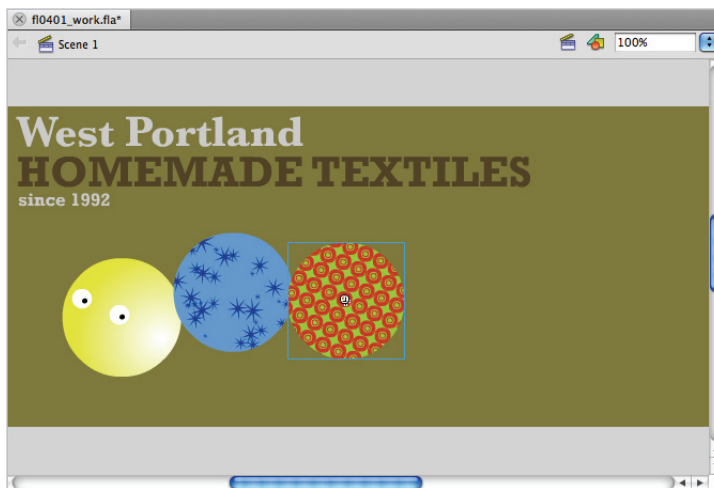 fl0401_work.fla*
Scene 1
100%
West Portland
HOMEMADE TEXTILES
since 1992